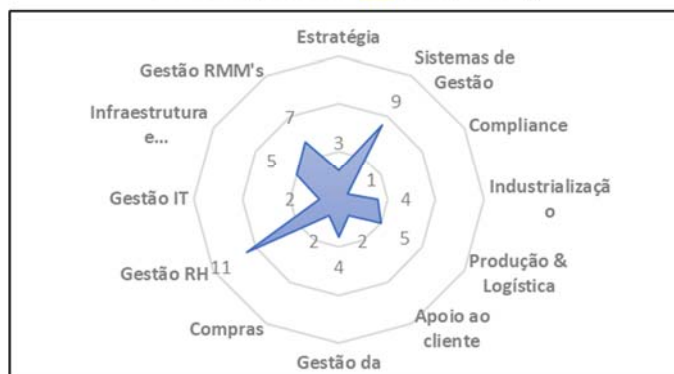 Estratégia
Sistemas de
Gestão
Compliance
Industrializaçã
o
Produção &
Logística
Apoio ao
cliente
Gestão da
Compras
Gestão RH
Gestão IT
Infraestrutura
e...
Gestão RMM's
3
9
1
4
5
2
4
2
11
2
5
7